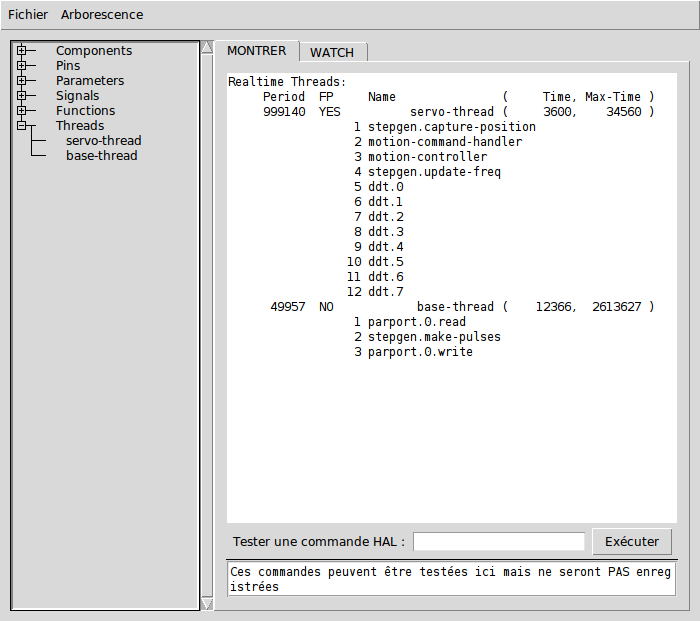 Fichier Arborescence
Components
Pins
Parameters
Signals
Functions
Threads
servo-thread
base-thread
MONTRER WATCH
Realtime Threads:
Period FP Name ( Time, Max-Time )
999140 YES servo-thread ( 3600, 34560 )
1 stepgen.capture-position
2 motion-command-handler
3 motion-controller
4 stepgen.update-freq
5 ddt.0
6 ddt.1
7 ddt.2
8 ddt.3
9 ddt.4
10 ddt.5
11 ddt.6
12 ddt.7
49957 NO base-thread ( 12366, 2613627 )
1 parport.0.read
2 stepgen.make-pulses
3 parport.0.write
Tester une commande HAL : Exécuter
Ces commandes peuvent être testées ici mais ne seront PAS enreg
istrées